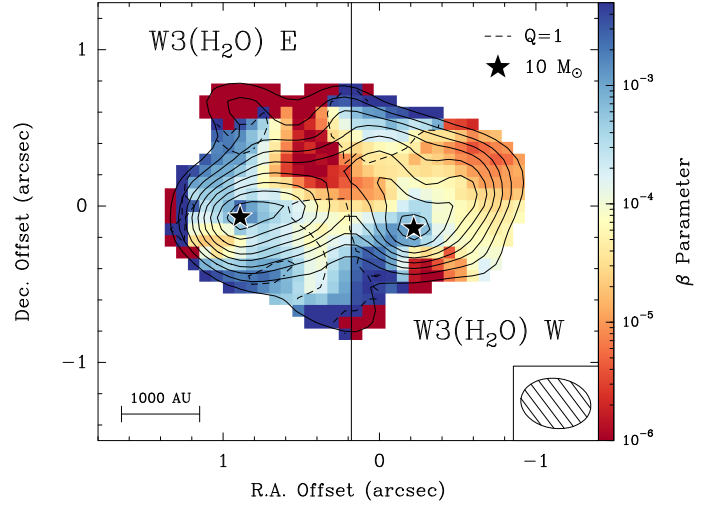 W3(H₂O) E
Q=1
10 M☉
W3(H₂O) W
1000 AU
1
0
−1
Dec. Offset (arcsec)
1
0
−1
R.A. Offset (arcsec)
10⁻³
10⁻⁴
10⁻⁵
10⁻⁶
β Parameter